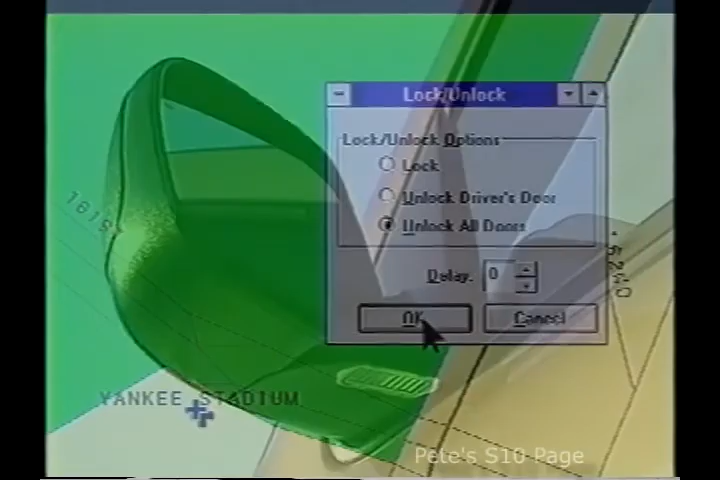 Lock/Unlock
Lock/Unlock Options
Lock
Unlock Driver's Door
Unlock All Doors
Delay: 0
OK
Cancel
YANKEE STADIUM
Pete's S10 Page